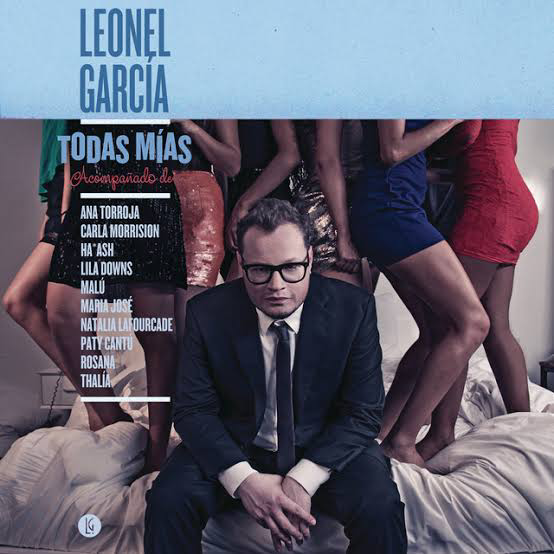 LEONEL
GARCÍA
TODAS MÍAS
Acompañado de
ANA TORROJA
CARLA MORRISION
HA*ASH
LILA DOWNS
MALÚ
MARIA JOSÉ
NATALIA LAFOURCADE
PATY CANTÚ
ROSANA
THALÍA
LG